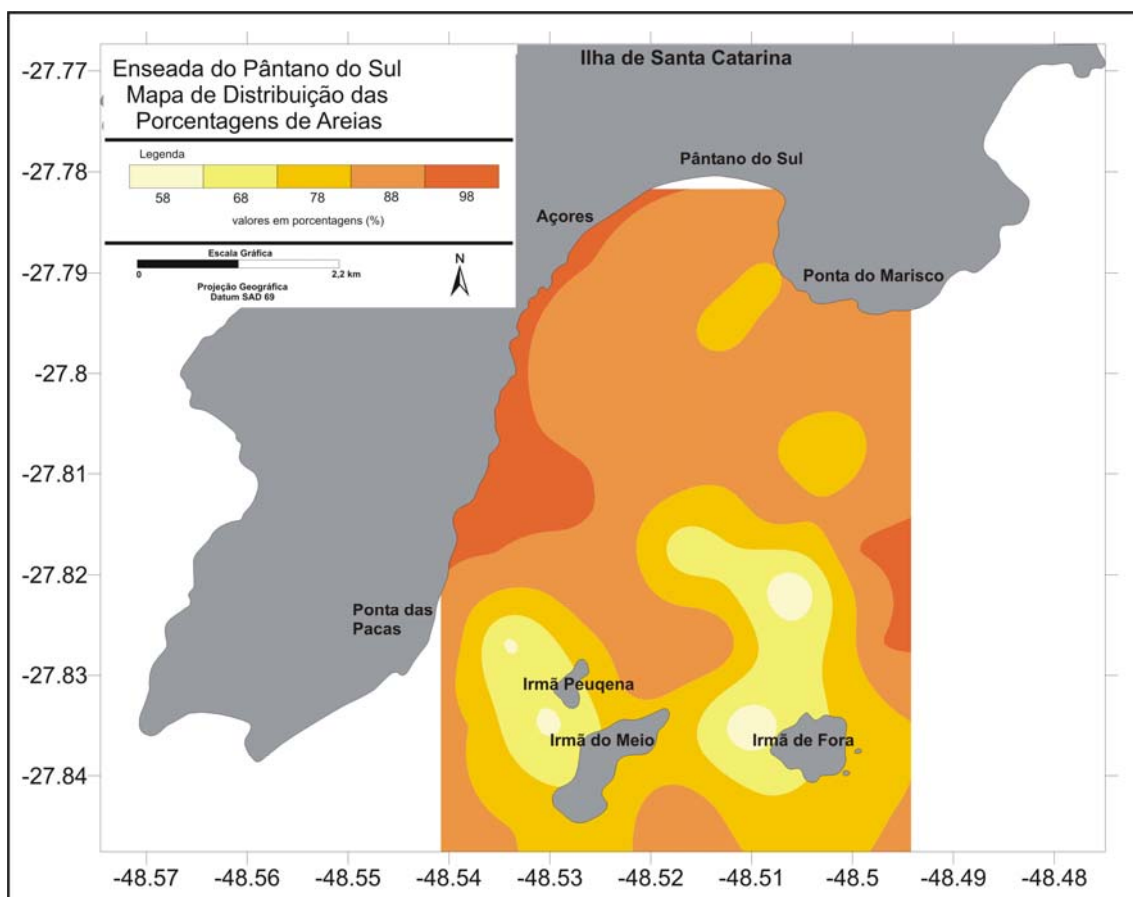 Enseada do Pântano do Sul
Mapa de Distribuição das
Porcentagens de Areias
Legenda
58 68 78 88 98
valores em porcentagens (%)
Escala Gráfica
0 2,2 km
Projeção Geográfica
Datum SAD 69
N
Ilha de Santa Catarina
Pântano do Sul
Açores
Ponta do Marisco
Ponta das
Pacas
Irmã Peuqena
Irmã do Meio
Irmã de Fora
-27.77
-27.78
-27.79
-27.8
-27.81
-27.82
-27.83
-27.84
-48.57 -48.56 -48.55 -48.54 -48.53 -48.52 -48.51 -48.5 -48.49 -48.48